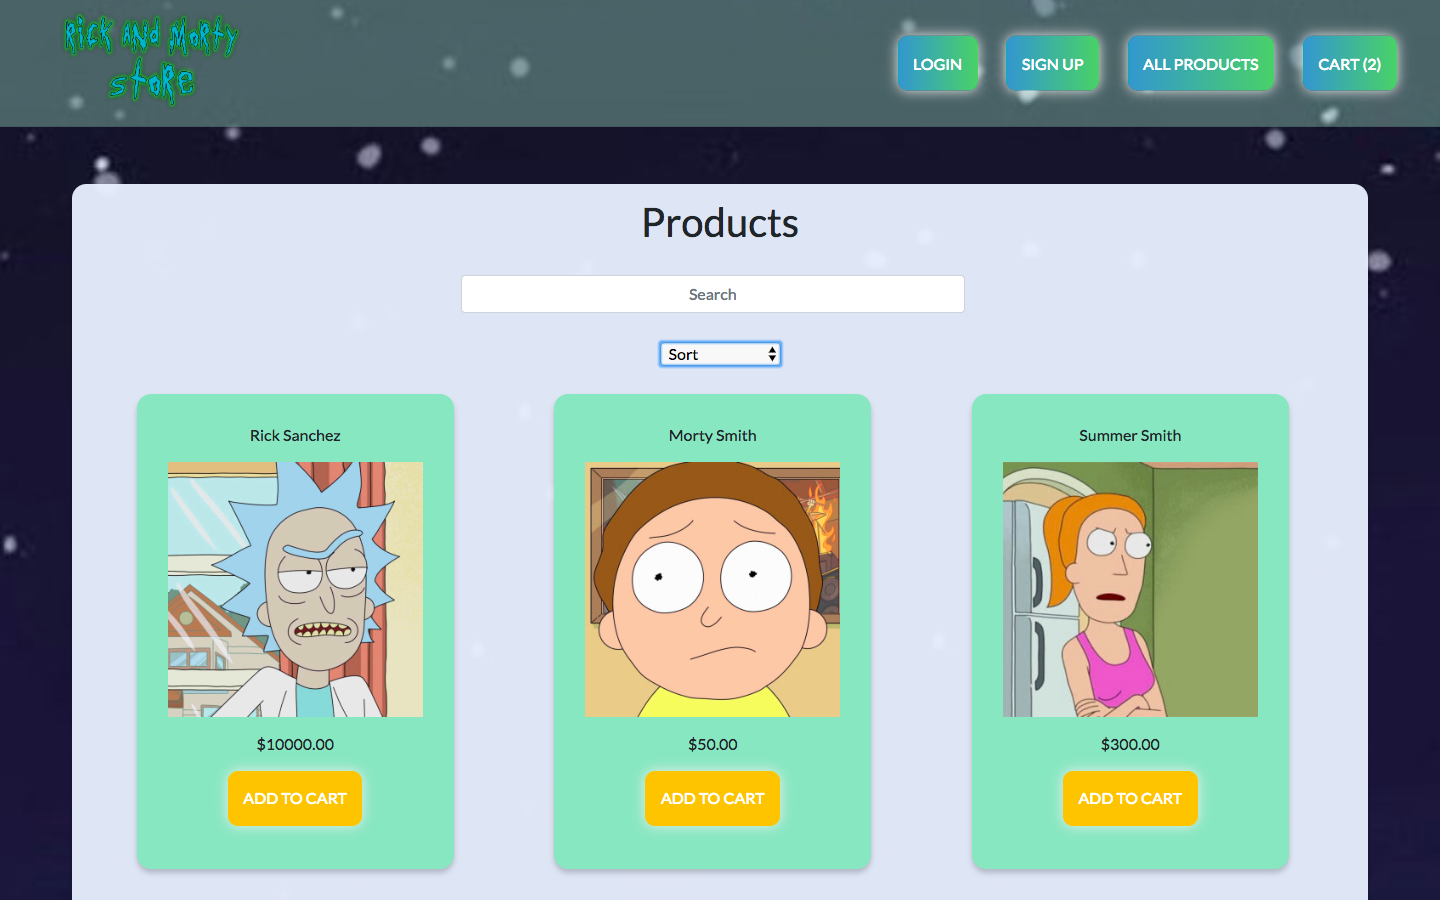 Rick and Morty
Store
LOGIN
SIGN UP
ALL PRODUCTS
CART (2)
Products
Search
Sort
Rick Sanchez
Morty Smith
Summer Smith
$10000.00
$50.00
$300.00
ADD TO CART
ADD TO CART
ADD TO CART